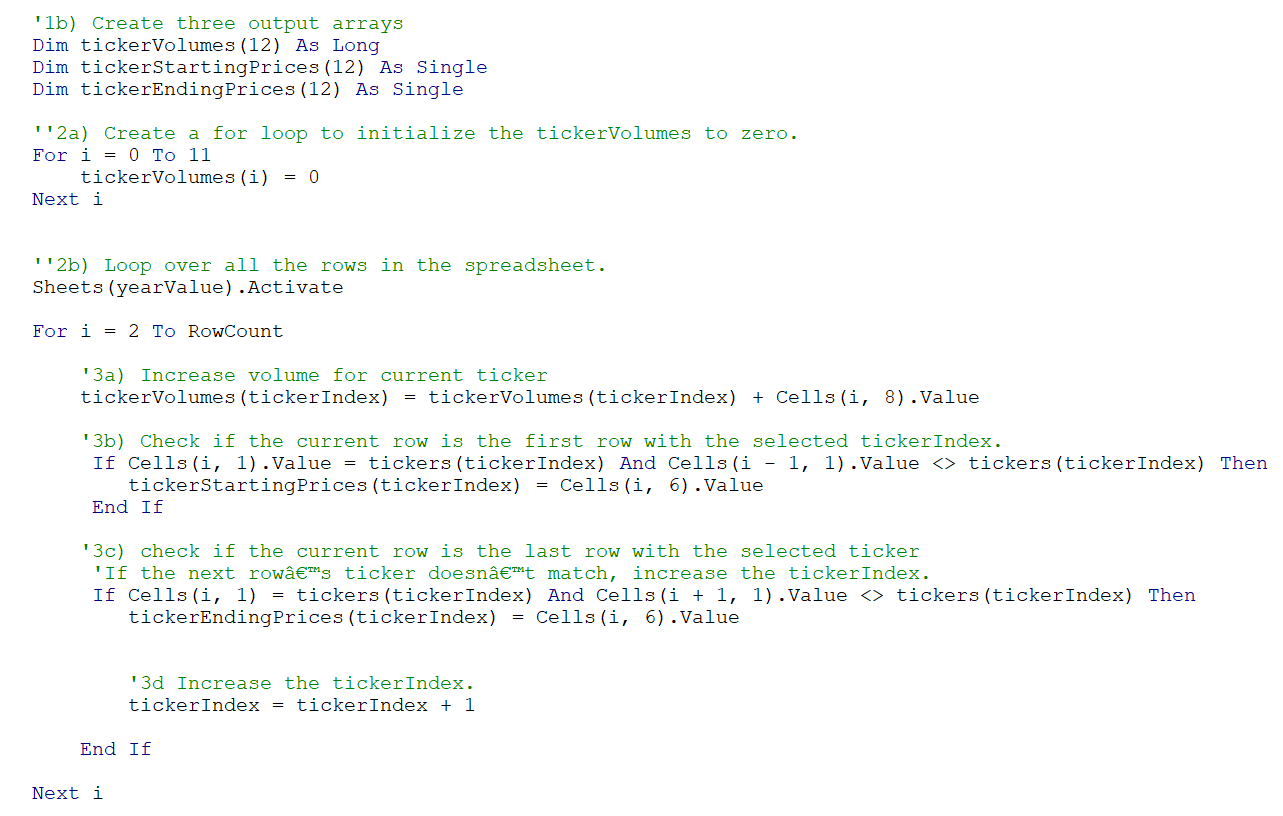 '1b) Create three output arrays
Dim tickerVolumes(12) As Long
Dim tickerStartingPrices(12) As Single
Dim tickerEndingPrices(12) As Single
''2a) Create a for loop to initialize the tickerVolumes to zero.
For i = 0 To 11
tickerVolumes(i) = 0
Next i
''2b) Loop over all the rows in the spreadsheet.
Sheets(yearValue).Activate
For i = 2 To RowCount
'3a) Increase volume for current ticker
tickerVolumes(tickerIndex) = tickerVolumes(tickerIndex) + Cells(i, 8).Value
'3b) Check if the current row is the first row with the selected tickerIndex.
If Cells(i, 1).Value = tickers(tickerIndex) And Cells(i - 1, 1).Value <> tickers(tickerIndex) Then
tickerStartingPrices(tickerIndex) = Cells(i, 6).Value
End If
'3c) check if the current row is the last row with the selected ticker
'If the next rowâ€™s ticker doesnâ€™t match, increase the tickerIndex.
If Cells(i, 1) = tickers(tickerIndex) And Cells(i + 1, 1).Value <> tickers(tickerIndex) Then
tickerEndingPrices(tickerIndex) = Cells(i, 6).Value
'3d Increase the tickerIndex.
tickerIndex = tickerIndex + 1
End If
Next i